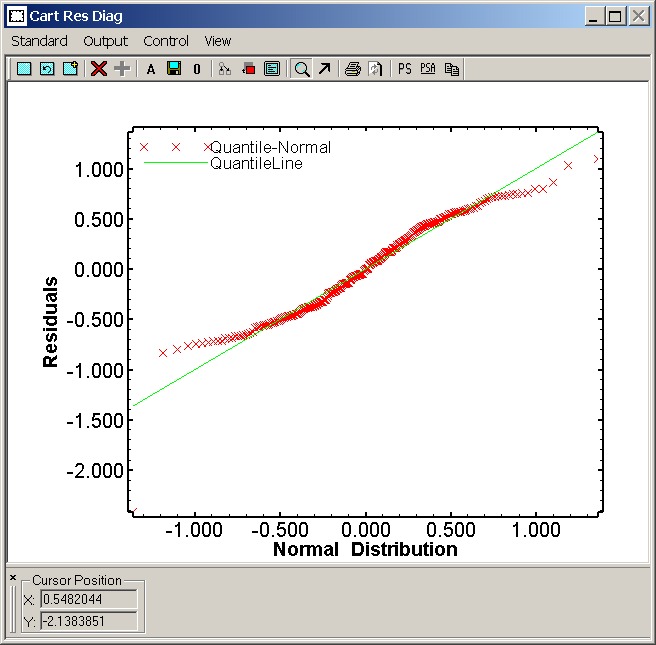 Cart Res Diag
Standard Output Control View
A 0 PS PSA
Quantile-Normal
QuantileLine
1.000
0.500
0.000
-0.500
-1.000
-1.500
-2.000
Residuals
-1.000 -0.500 0.000 0.500 1.000
Normal Distribution
Cursor Position
X: 0.5482044
Y: -2.1383851